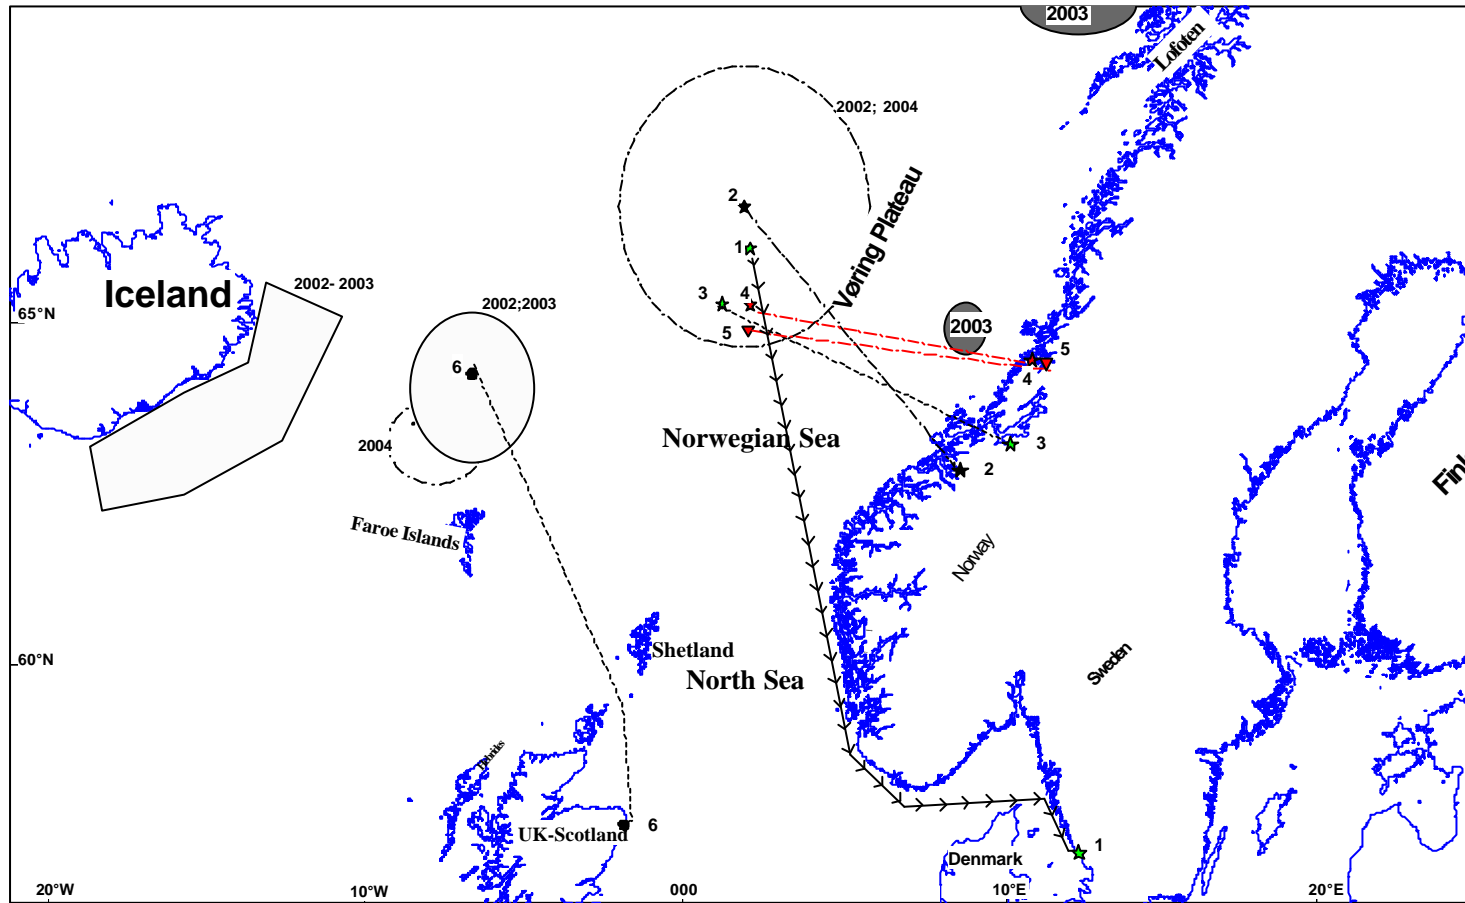 2003
Lofoten
2002; 2004
2
Vøring Plateau
1
Iceland
2002- 2003
3
4
2002;2003
65°N
5
2003
5
6
4
2004
Norwegian Sea
3
2
Finl
Faroe Islands
Norway
Shetland
60°N
North Sea
Sweden
Hebrides
UK-Scotland
6
1
Denmark
20°W
10°W
000
10°E
20°E